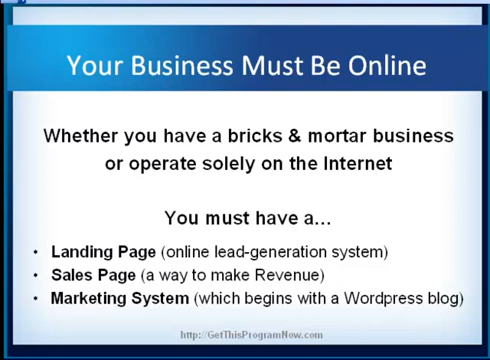 Your Business Must Be Online
Whether you have a bricks & mortar business
or operate solely on the Internet
You must have a...
• Landing Page (online lead-generation system)
• Sales Page (a way to make Revenue)
• Marketing System (which begins with a Wordpress blog)
http://GetThisProgramNow.com